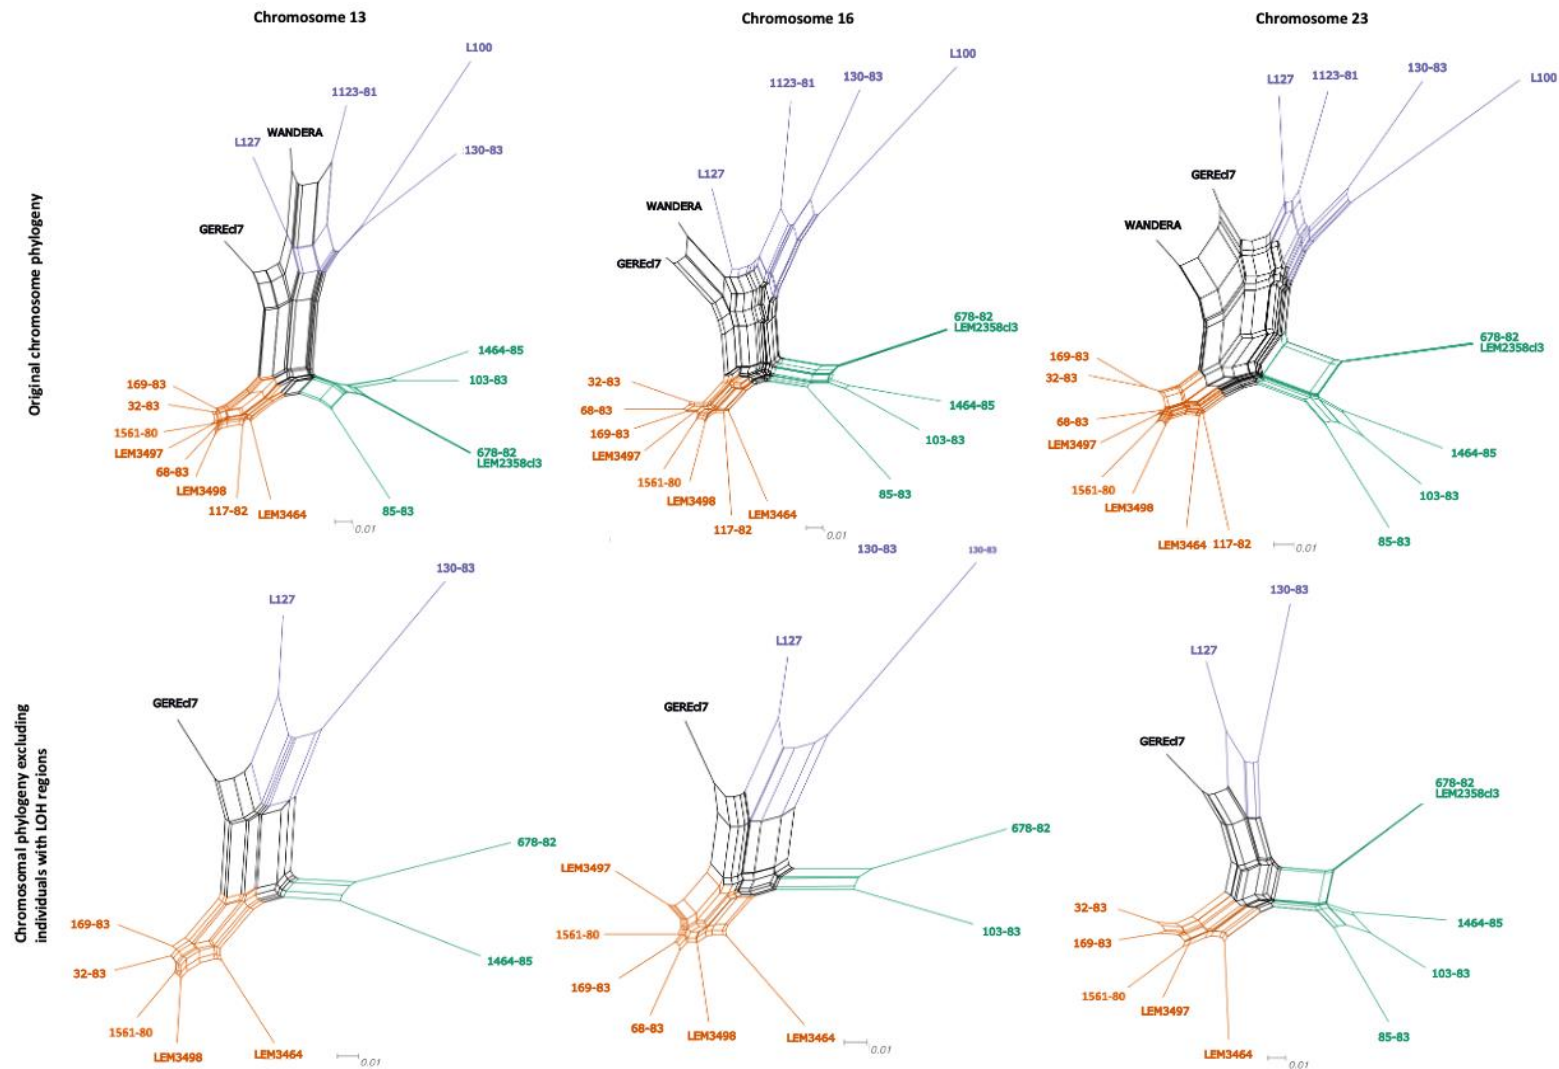 Chromosome 13
Chromosome 16
Chromosome 23
Original chromosome phylogeny
L100
1123-81
WANDERA
L127
130-83
GEREcl7
1464-85
103-83
169-83
32-83
1561-80
LEM3497
68-83
LEM3498
117-82
LEM3464
678-82
LEM2358cl3
85-83
0.01
L100
130-83
1123-81
L127
WANDERA
GEREcl7
678-82
LEM2358cl3
32-83
68-83
169-83
LEM3497
1561-80
LEM3498
117-82
LEM3464
1464-85
103-83
85-83
0.01
130-83
L100
L127
1123-81
GEREcl7
WANDERA
678-82
LEM2358cl3
169-83
32-83
68-83
LEM3497
1561-80
LEM3498
LEM3464
117-82
1464-85
103-83
85-83
0.01
Chromosomal phylogeny excluding
individuals with LOH regions
130-83
L127
GEREcl7
678-82
169-83
32-83
1561-80
LEM3498
LEM3464
1464-85
0.01
130-83
130-83
L127
GEREcl7
678-82
LEM3497
1561-80
169-83
68-83
LEM3498
LEM3464
103-83
0.01
130-83
L127
GEREcl7
678-82
LEM2358cl3
32-83
169-83
1561-80
LEM3497
LEM3464
1464-85
103-83
85-83
0.01